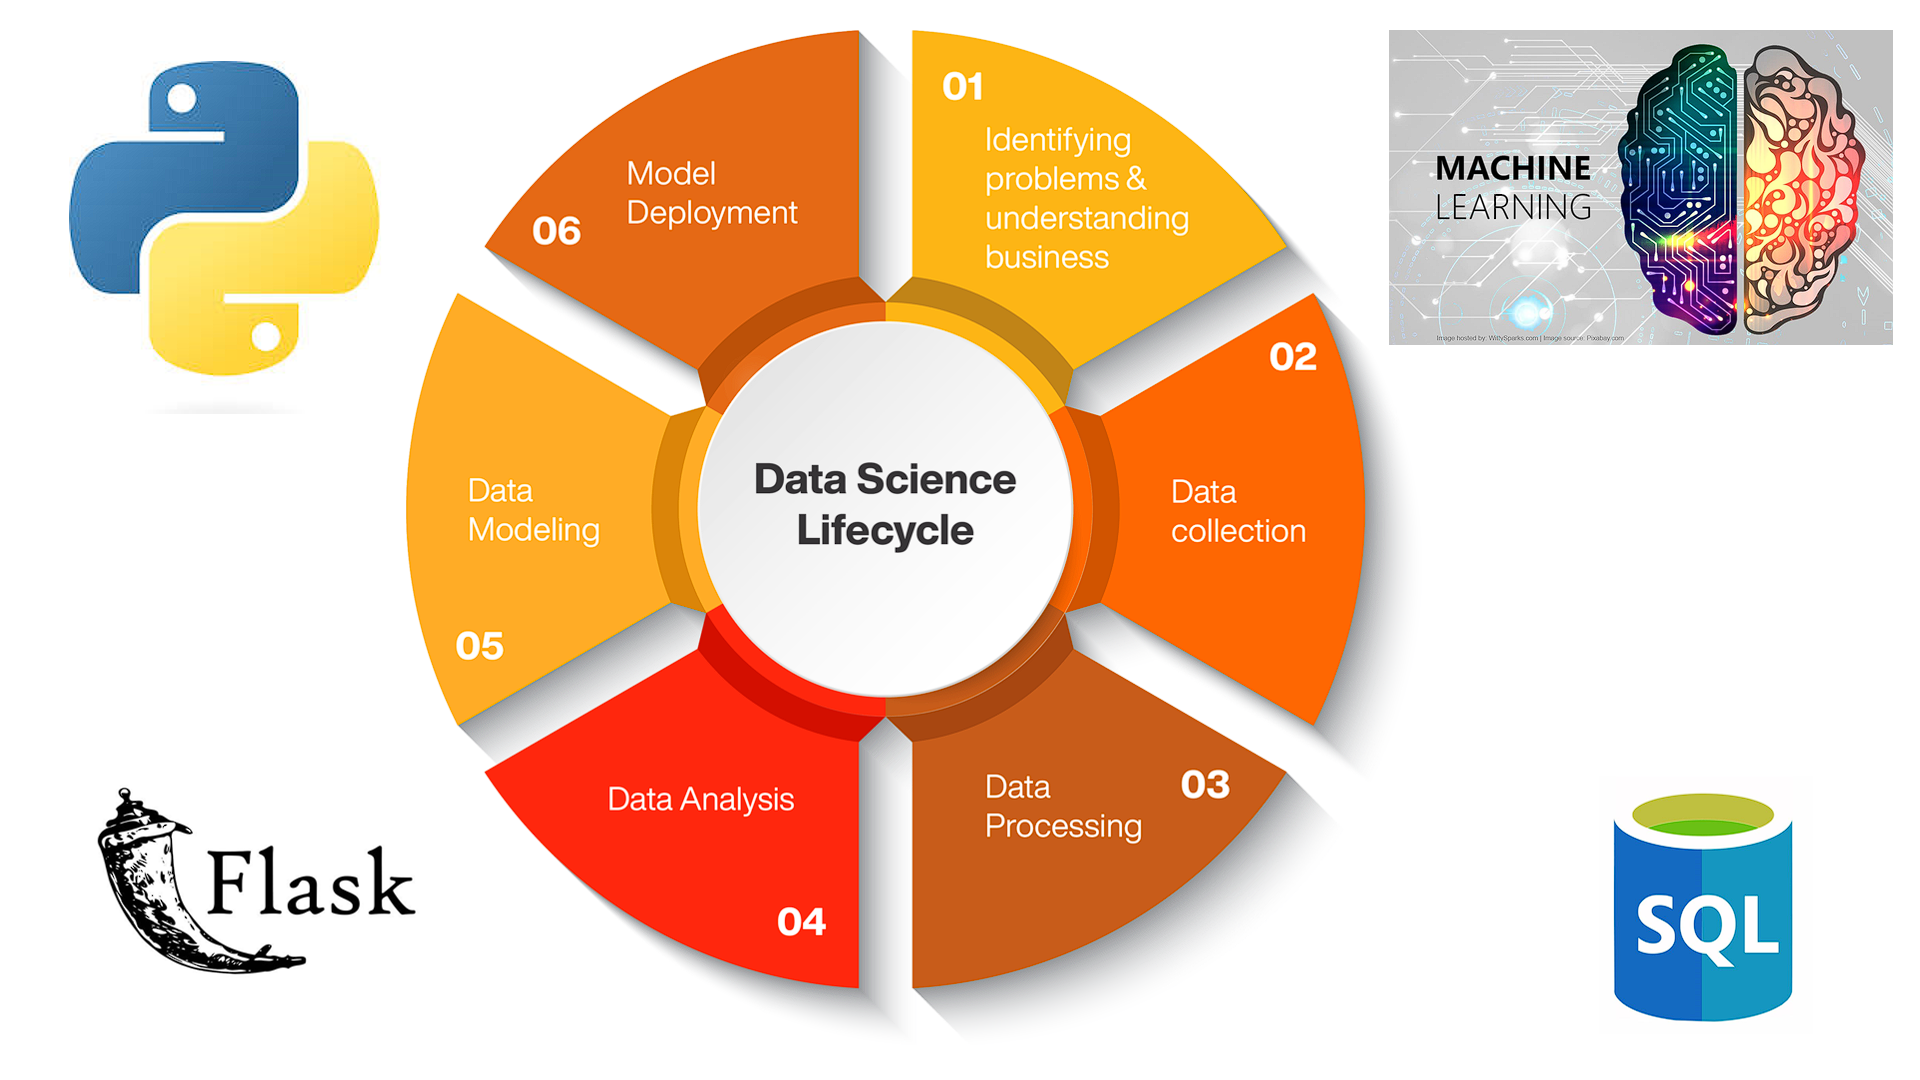 01
Identifying
problems &
understanding
business
02
Data
collection
03
Data
Processing
04
Data Analysis
05
Data
Modeling
06
Model
Deployment
Data Science
Lifecycle
MACHINE
LEARNING
Image hosted by: WittySparks.com | Image source: Pixabay.com
Flask
SQL